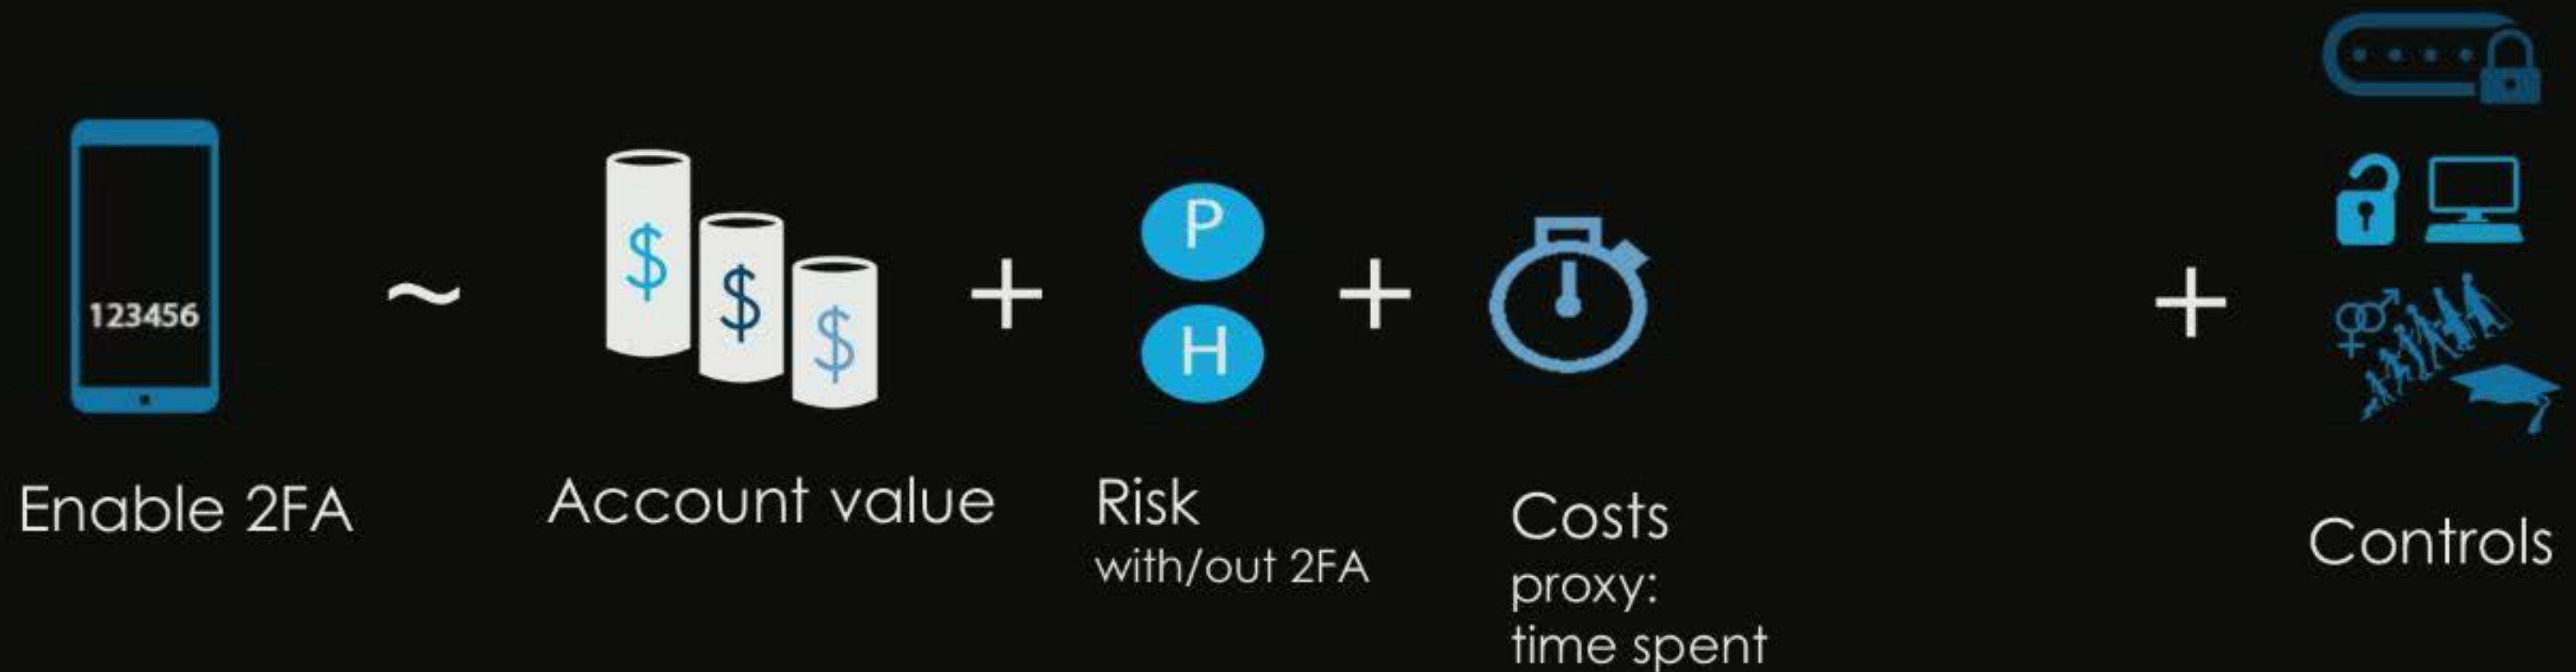 123456
~
$
$
$
+
P
H
+
+
Enable 2FA
Account value
Risk
with/out 2FA
Costs
proxy:
time spent
Controls